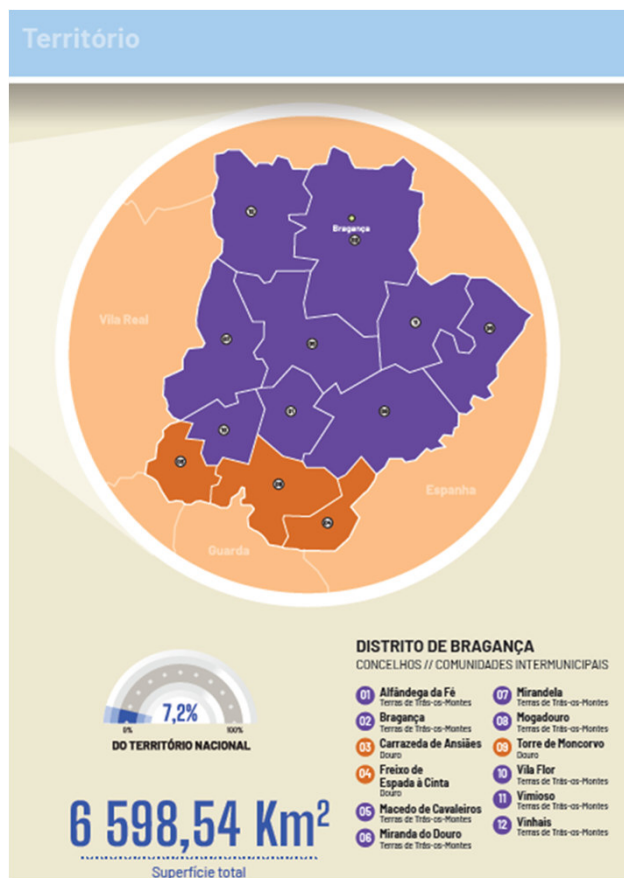 Território
Bragança
Vila Real
Espanha
Guarda
7,2%
0%
100%
DO TERRITÓRIO NACIONAL
6 598,54 Km²
Superfície total
DISTRITO DE BRAGANÇA
CONCELHOS // COMUNIDADES INTERMUNICIPAIS
01 Alfândega da Fé
Terras de Trás-os-Montes
02 Bragança
Terras de Trás-os-Montes
03 Carrazeda de Ansiães
Douro
04 Freixo de
Espada à Cinta
Douro
05 Macedo de Cavaleiros
Terras de Trás-os-Montes
06 Miranda do Douro
Terras de Trás-os-Montes
07 Mirandela
Terras de Trás-os-Montes
08 Mogadouro
Terras de Trás-os-Montes
09 Torre de Moncorvo
Douro
10 Vila Flor
Terras de Trás-os-Montes
11 Vimioso
Terras de Trás-os-Montes
12 Vinhais
Terras de Trás-os-Montes